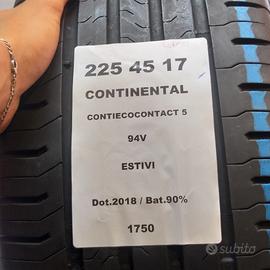 225 45 17
CONTINENTAL
CONTIECOCONTACT 5
94V
ESTIVI
Dot.2018 / Bat.90%
1750
subito